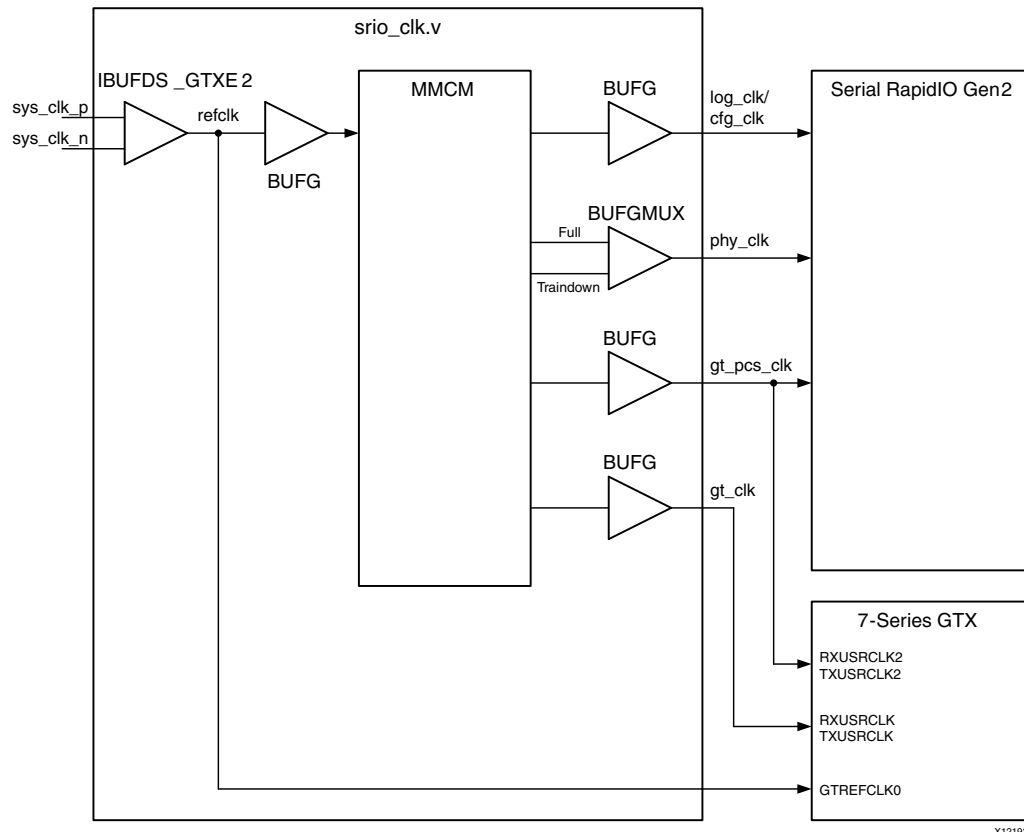 srio_clk.v
IBUFDS _GTXE 2
MMCM
BUFG
Serial RapidIO Gen2
sys_clk_p
refclk
log_clk/
cfg_clk
sys_clk_n
BUFG
BUFGMUX
Full
phy_clk
Traindown
BUFG
gt_pcs_clk
BUFG
gt_clk
7-Series GTX
RXUSRCLK2
TXUSRCLK2
RXUSRCLK
TXUSRCLK
GTREFCLK0